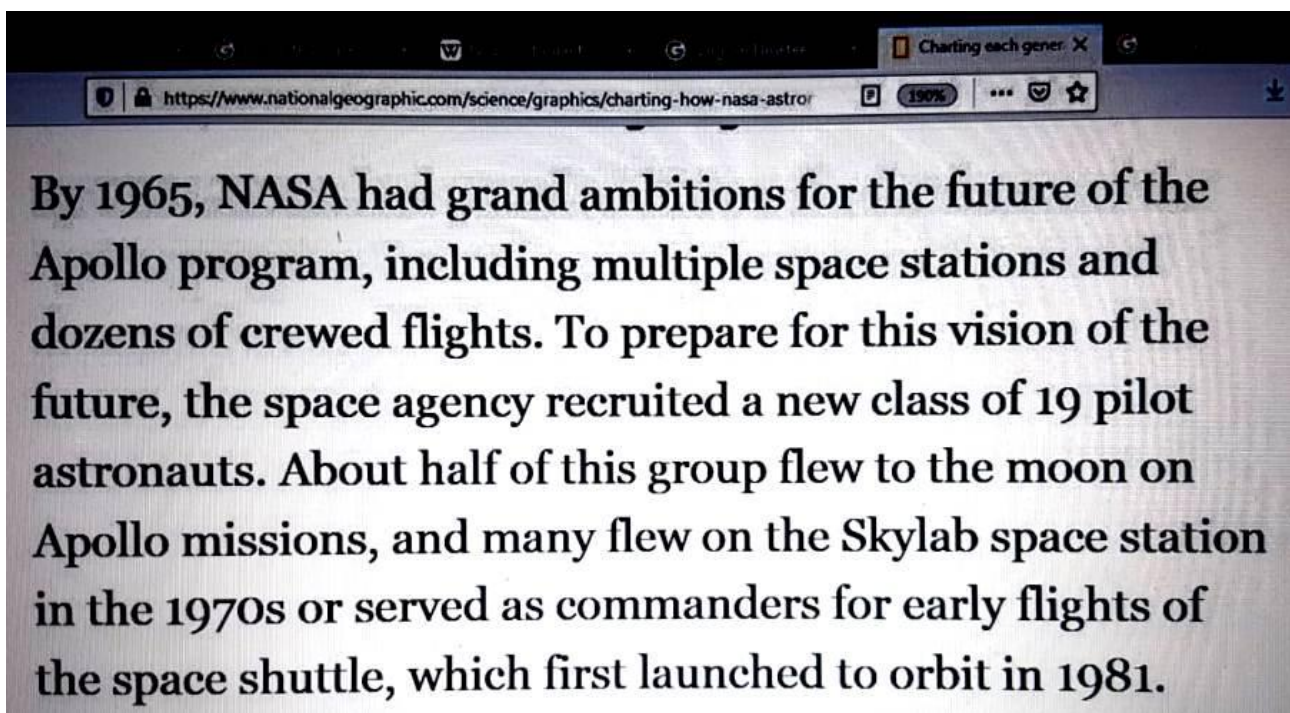 Charting each gener
https://www.nationalgeographic.com/science/graphics/charting-how-nasa-astror
190%
By 1965, NASA had grand ambitions for the future of the
Apollo program, including multiple space stations and
dozens of crewed flights. To prepare for this vision of the
future, the space agency recruited a new class of 19 pilot
astronauts. About half of this group flew to the moon on
Apollo missions, and many flew on the Skylab space station
in the 1970s or served as commanders for early flights of
the space shuttle, which first launched to orbit in 1981.